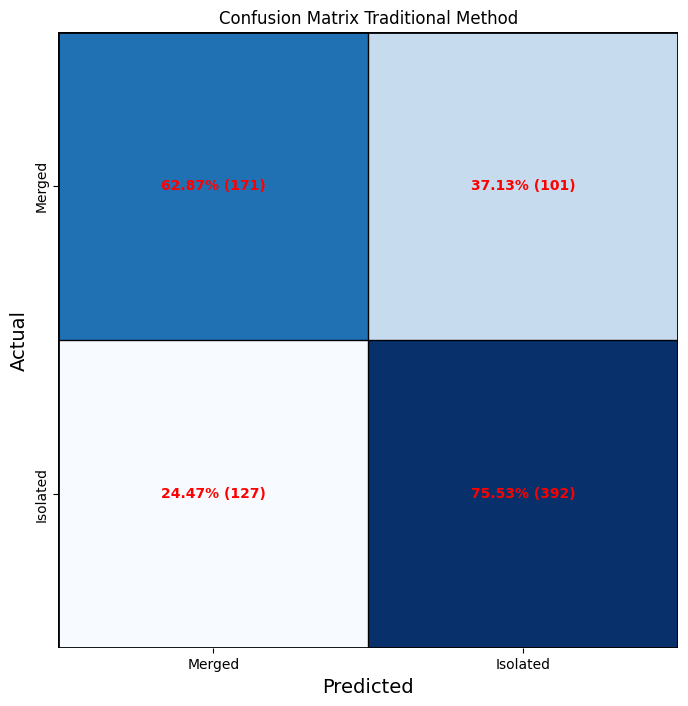 Confusion Matrix Traditional Method
Merged
62.87% (171)
37.13% (101)
Actual
Isolated
24.47% (127)
75.53% (392)
Merged
Isolated
Predicted